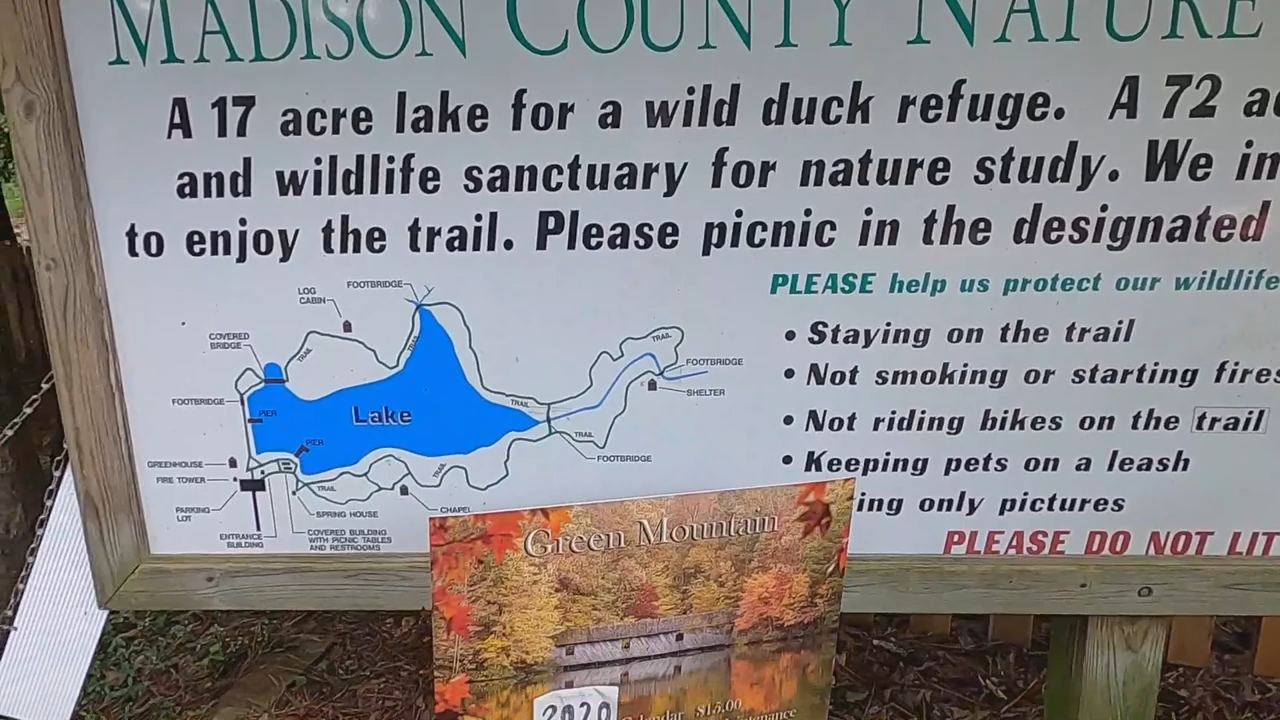 MADISON COUNTY NATURE
A 17 acre lake for a wild duck refuge. A 72
and wildlife sanctuary for nature study. We
to enjoy the trail. Please picnic in the designated
FOOTBRIDGE
LOG
CABIN
TRAIL
TRAIL
COVERED
BRIDGE
TRAIL
FOOTBRIDGE
SHELTER
FOOTBRIDGE
PIER
Lake
TRAIL
TRAIL
PIER
FOOTBRIDGE
GREENHOUSE
FIRE TOWER
TRAIL
TRAIL
CHAPEL
PARKING
LOT
SPRING HOUSE
ENTRANCE
BUILDING
COVERED BUILDING
WITH PICNIC TABLES
AND RESTROOMS
PLEASE help us protect our wildlife
• Staying on the trail
• Not smoking or starting fires
• Not riding bikes on the trail
• Keeping pets on a leash
ing only pictures
PLEASE DO NOT LIT
Green Mountain
2020
Calendar $15.00